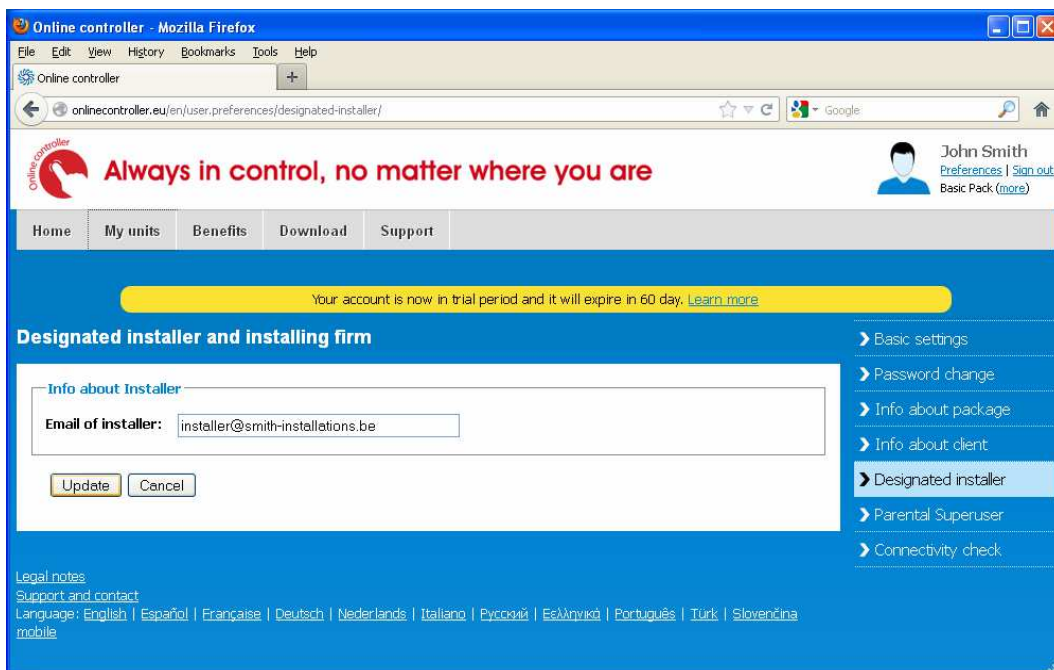 Online controller - Mozilla Firefox
File Edit View History Bookmarks Tools Help
Online controller
onlinecontroller.eu/en/user.preferences/designated-installer/
Google
Online controller
Always in control, no matter where you are
John Smith
Preferences | Sign out
Basic Pack (more)
Home My units Benefits Download Support
Your account is now in trial period and it will expire in 60 day. Learn more
Designated installer and installing firm
Info about Installer
Email of installer: installer@smith-installations.be
Update Cancel
Basic settings
Password change
Info about package
Info about client
Designated installer
Parental Superuser
Connectivity check
Legal notes
Support and contact
Language: English | Español | Française | Deutsch | Nederlands | Italiano | Русский | Εελληνικά | Português | Türk | Slovenčina
mobile